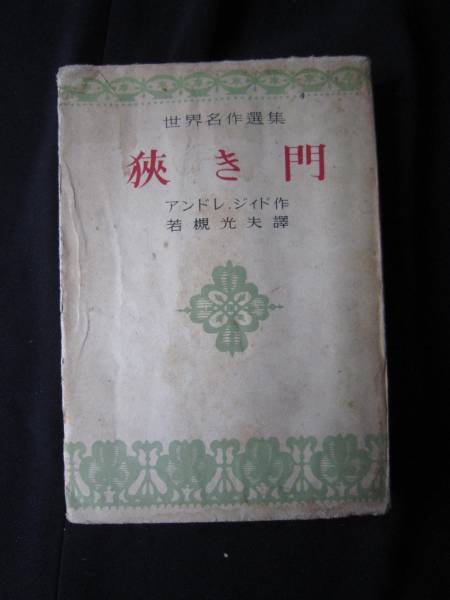 世界名作選集
狹き門
アンドレ.ジイド作
若槻光夫譯